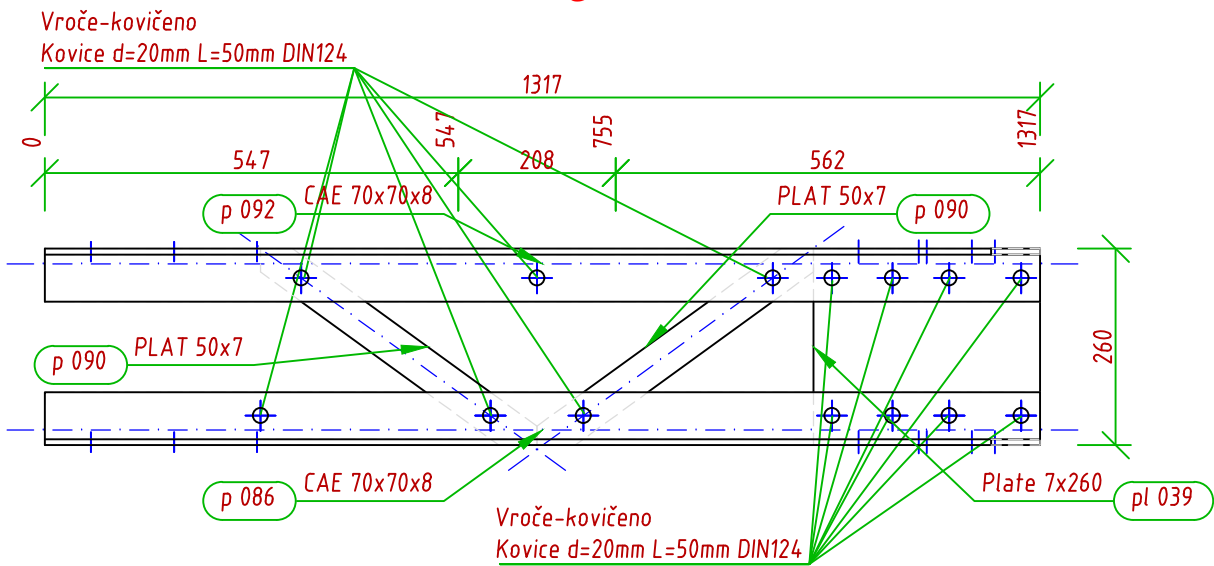 Vroče-kovičeno
Kovice d=20mm L=50mm DIN124
1317
0
547
755
1317
547
208
562
p 092
CAE 70x70x8
PLAT 50x7
p 090
p 090
PLAT 50x7
260
p 086
CAE 70x70x8
Plate 7x260
pl 039
Vroče-kovičeno
Kovice d=20mm L=50mm DIN124